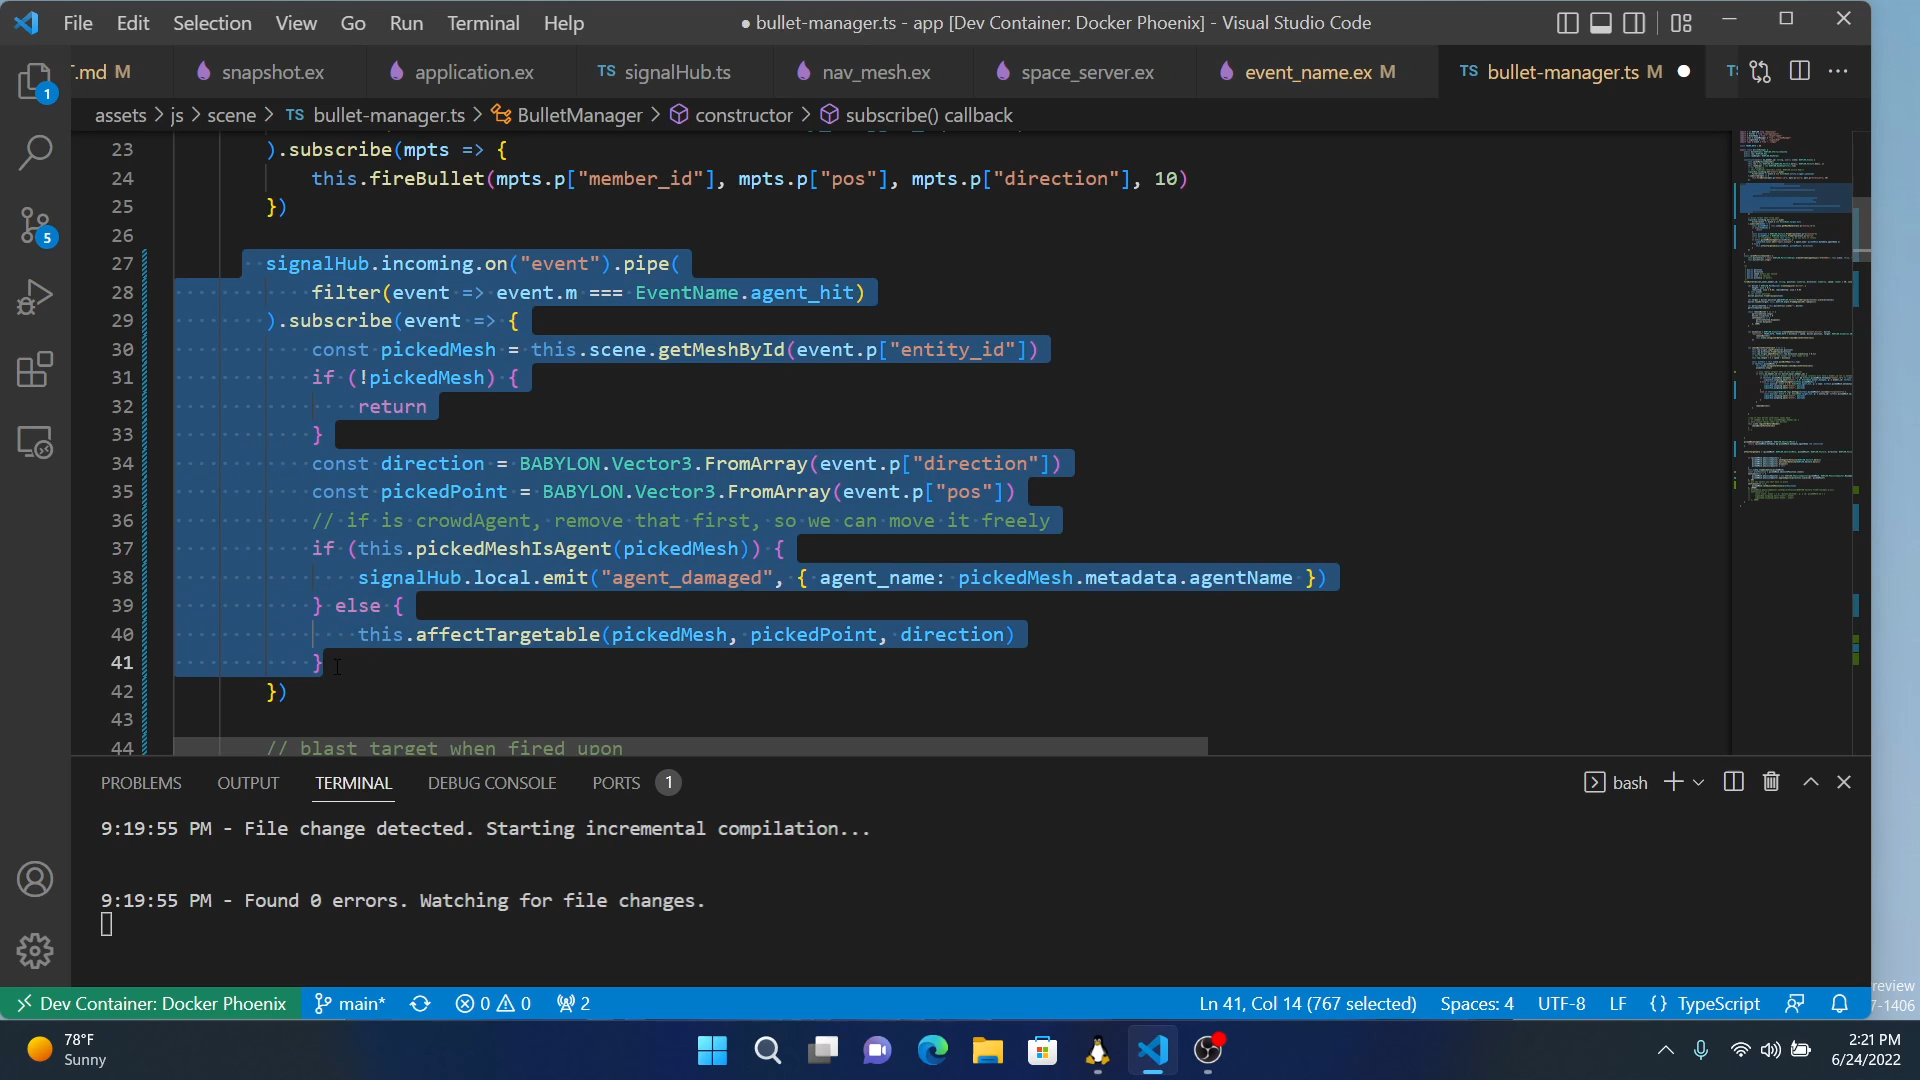 File Edit Selection View Go Run Terminal Help
● bullet-manager.ts - app [Dev Container: Docker Phoenix] - Visual Studio Code
.md M
snapshot.ex
application.ex
TS signalHub.ts
nav_mesh.ex
space_server.ex
event_name.ex M
TS bullet-manager.ts M
assets > js > scene > TS bullet-manager.ts > BulletManager > constructor > subscribe() callback
23 ).subscribe(mpts => {
24 this.fireBullet(mpts.p["member_id"], mpts.p["pos"], mpts.p["direction"], 10)
25 })
26
27 signalHub.incoming.on("event").pipe(
28 filter(event => event.m === EventName.agent_hit)
29 ).subscribe(event => {
30 const pickedMesh = this.scene.getMeshById(event.p["entity_id"])
31 if (!pickedMesh) {
32 return
33 }
34 const direction = BABYLON.Vector3.FromArray(event.p["direction"])
35 const pickedPoint = BABYLON.Vector3.FromArray(event.p["pos"])
36 // if is crowdAgent, remove that first, so we can move it freely
37 if (this.pickedMeshIsAgent(pickedMesh)) {
38 signalHub.local.emit("agent_damaged", { agent_name: pickedMesh.metadata.agentName })
39 } else {
40 this.affectTargetable(pickedMesh, pickedPoint, direction)
41 }
42 })
43
44 // blast target when fired upon
PROBLEMS OUTPUT TERMINAL DEBUG CONSOLE PORTS 1
bash
9:19:55 PM - File change detected. Starting incremental compilation...
9:19:55 PM - Found 0 errors. Watching for file changes.
1
5
Dev Container: Docker Phoenix main* 0 0 2
Ln 41, Col 14 (767 selected) Spaces: 4 UTF-8 LF {} TypeScript
review
7-1406
78°F
Sunny
2:21 PM
6/24/2022